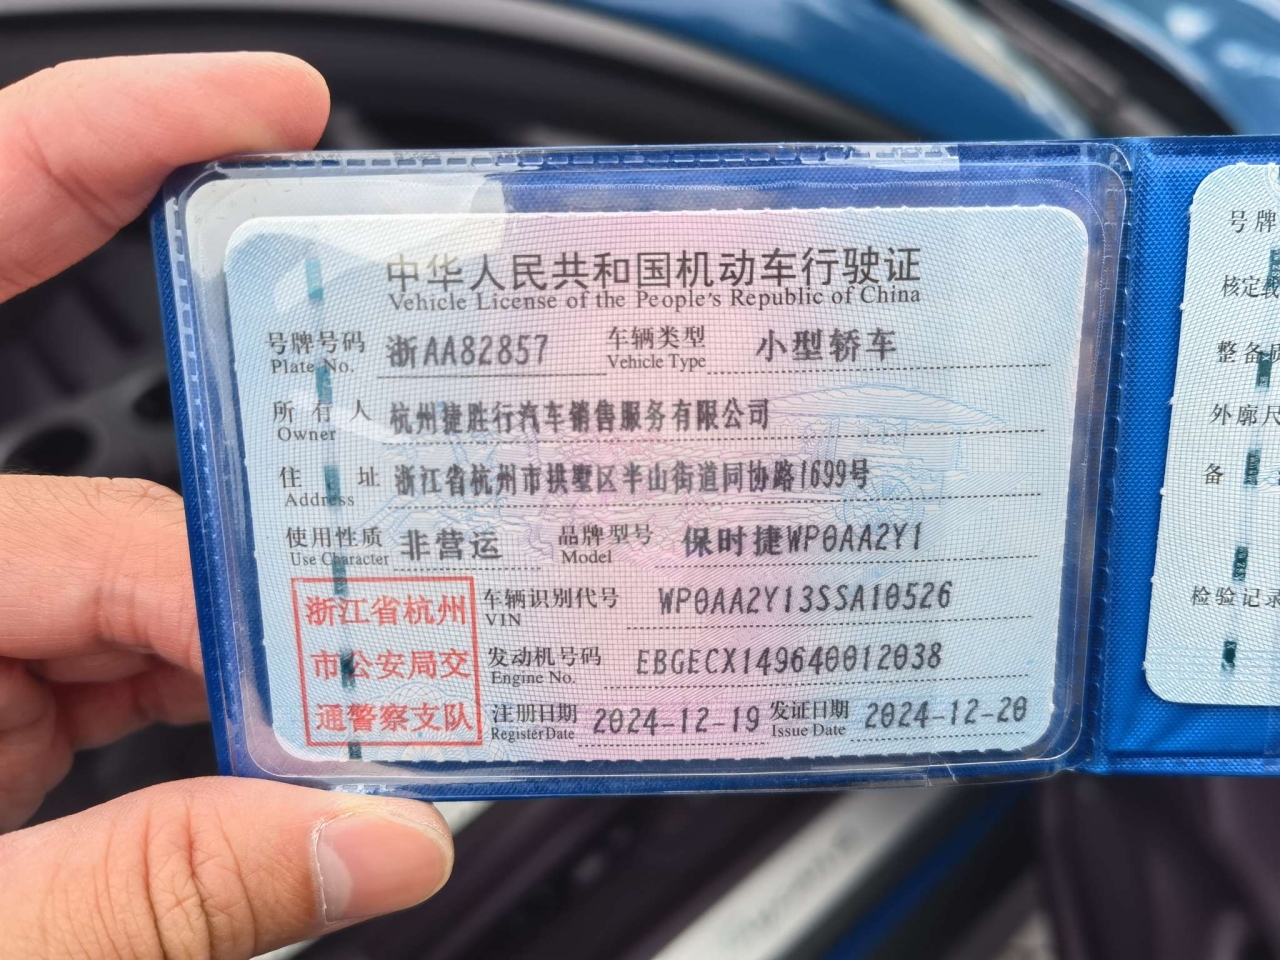 中华人民共和国机动车行驶证
Vehicle License of the People's Republic of China
号牌号码 浙AA82857 车辆类型 小型轿车
Plate No. Vehicle Type
所有人 杭州捷胜行汽车销售服务有限公司
Owner
住址 浙江省杭州市拱墅区半山街道同协路1699号
Address
使用性质 非营运 品牌型号 保时捷WP0AA2Y1
Use Character Model
浙江省杭州
市公安局交
通警察支队
车辆识别代号 WP0AA2Y13SSA10526
VIN
发动机号码 EBGECX149640012038
Engine No.
注册日期 2024-12-19 发证日期 2024-12-20
Register Date Issue Date
号牌
核定载
整备质
外廓尺
备
检验记录